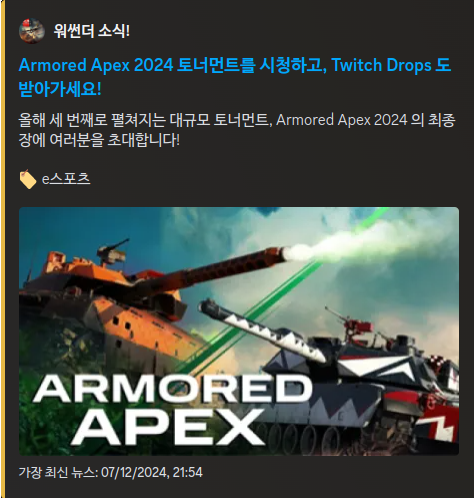 워썬더 소식!
Armored Apex 2024 토너먼트를 시청하고, Twitch Drops 도
받아가세요!
올해 세 번째로 펼쳐지는 대규모 토너먼트, Armored Apex 2024 의 최종
장에 여러분을 초대합니다!
e스포츠
ARMORED
APEX
가장 최신 뉴스: 07/12/2024, 21:54